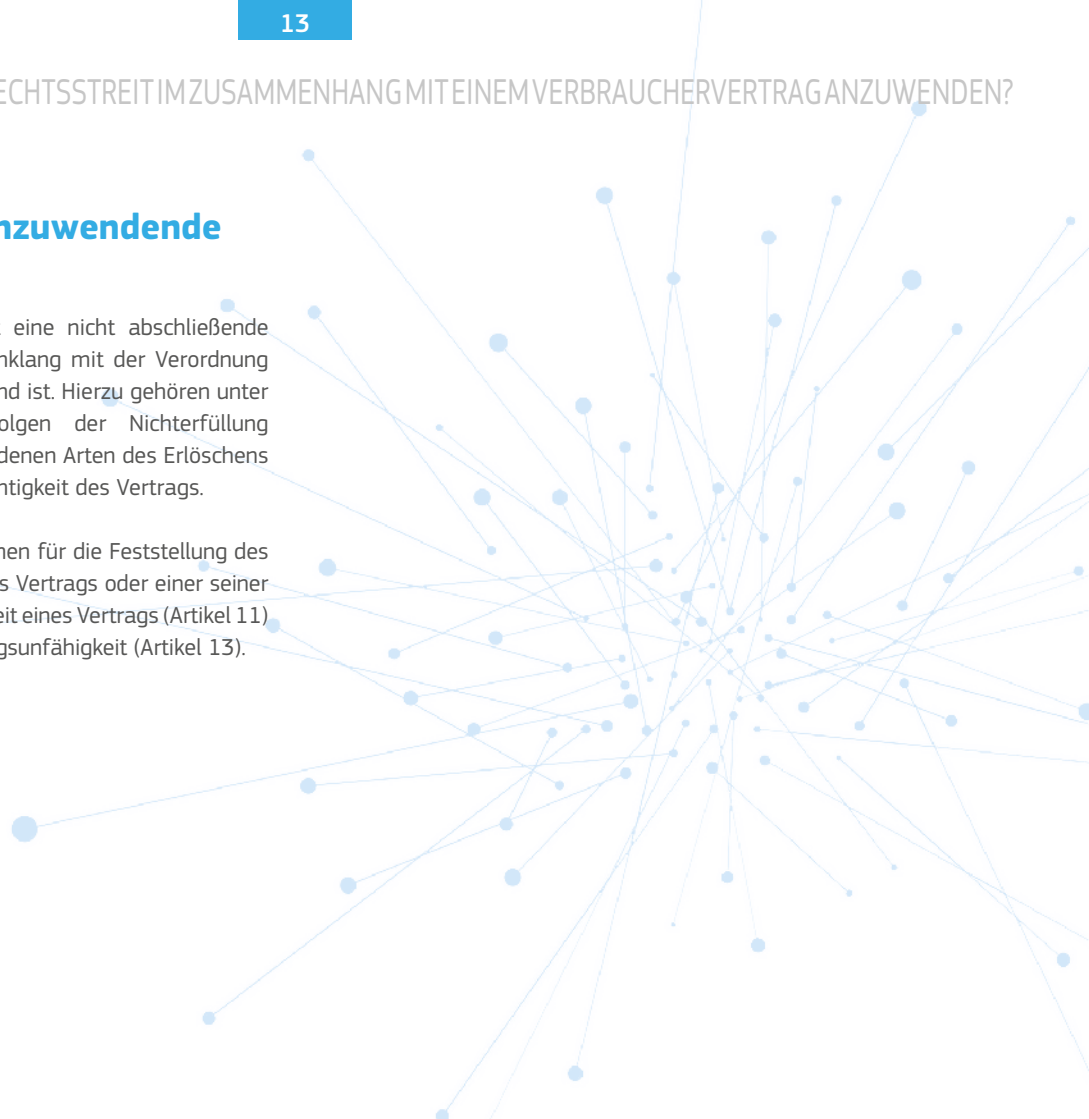 13
ECHTSSTREIT IM ZUSAMMENHANG MIT EINEM VERBRAUCHERVERTRAG ANZUWENDEN?
nzuwendende
eine nicht abschließende
nklang mit der Verordnung
nd ist. Hierzu gehören unter
olgen der Nichterfüllung
denen Arten des Erlöschens
htigkeit des Vertrags.
nen für die Feststellung des
s Vertrags oder einer seiner
eit eines Vertrags (Artikel 11)
gsunfähigkeit (Artikel 13).